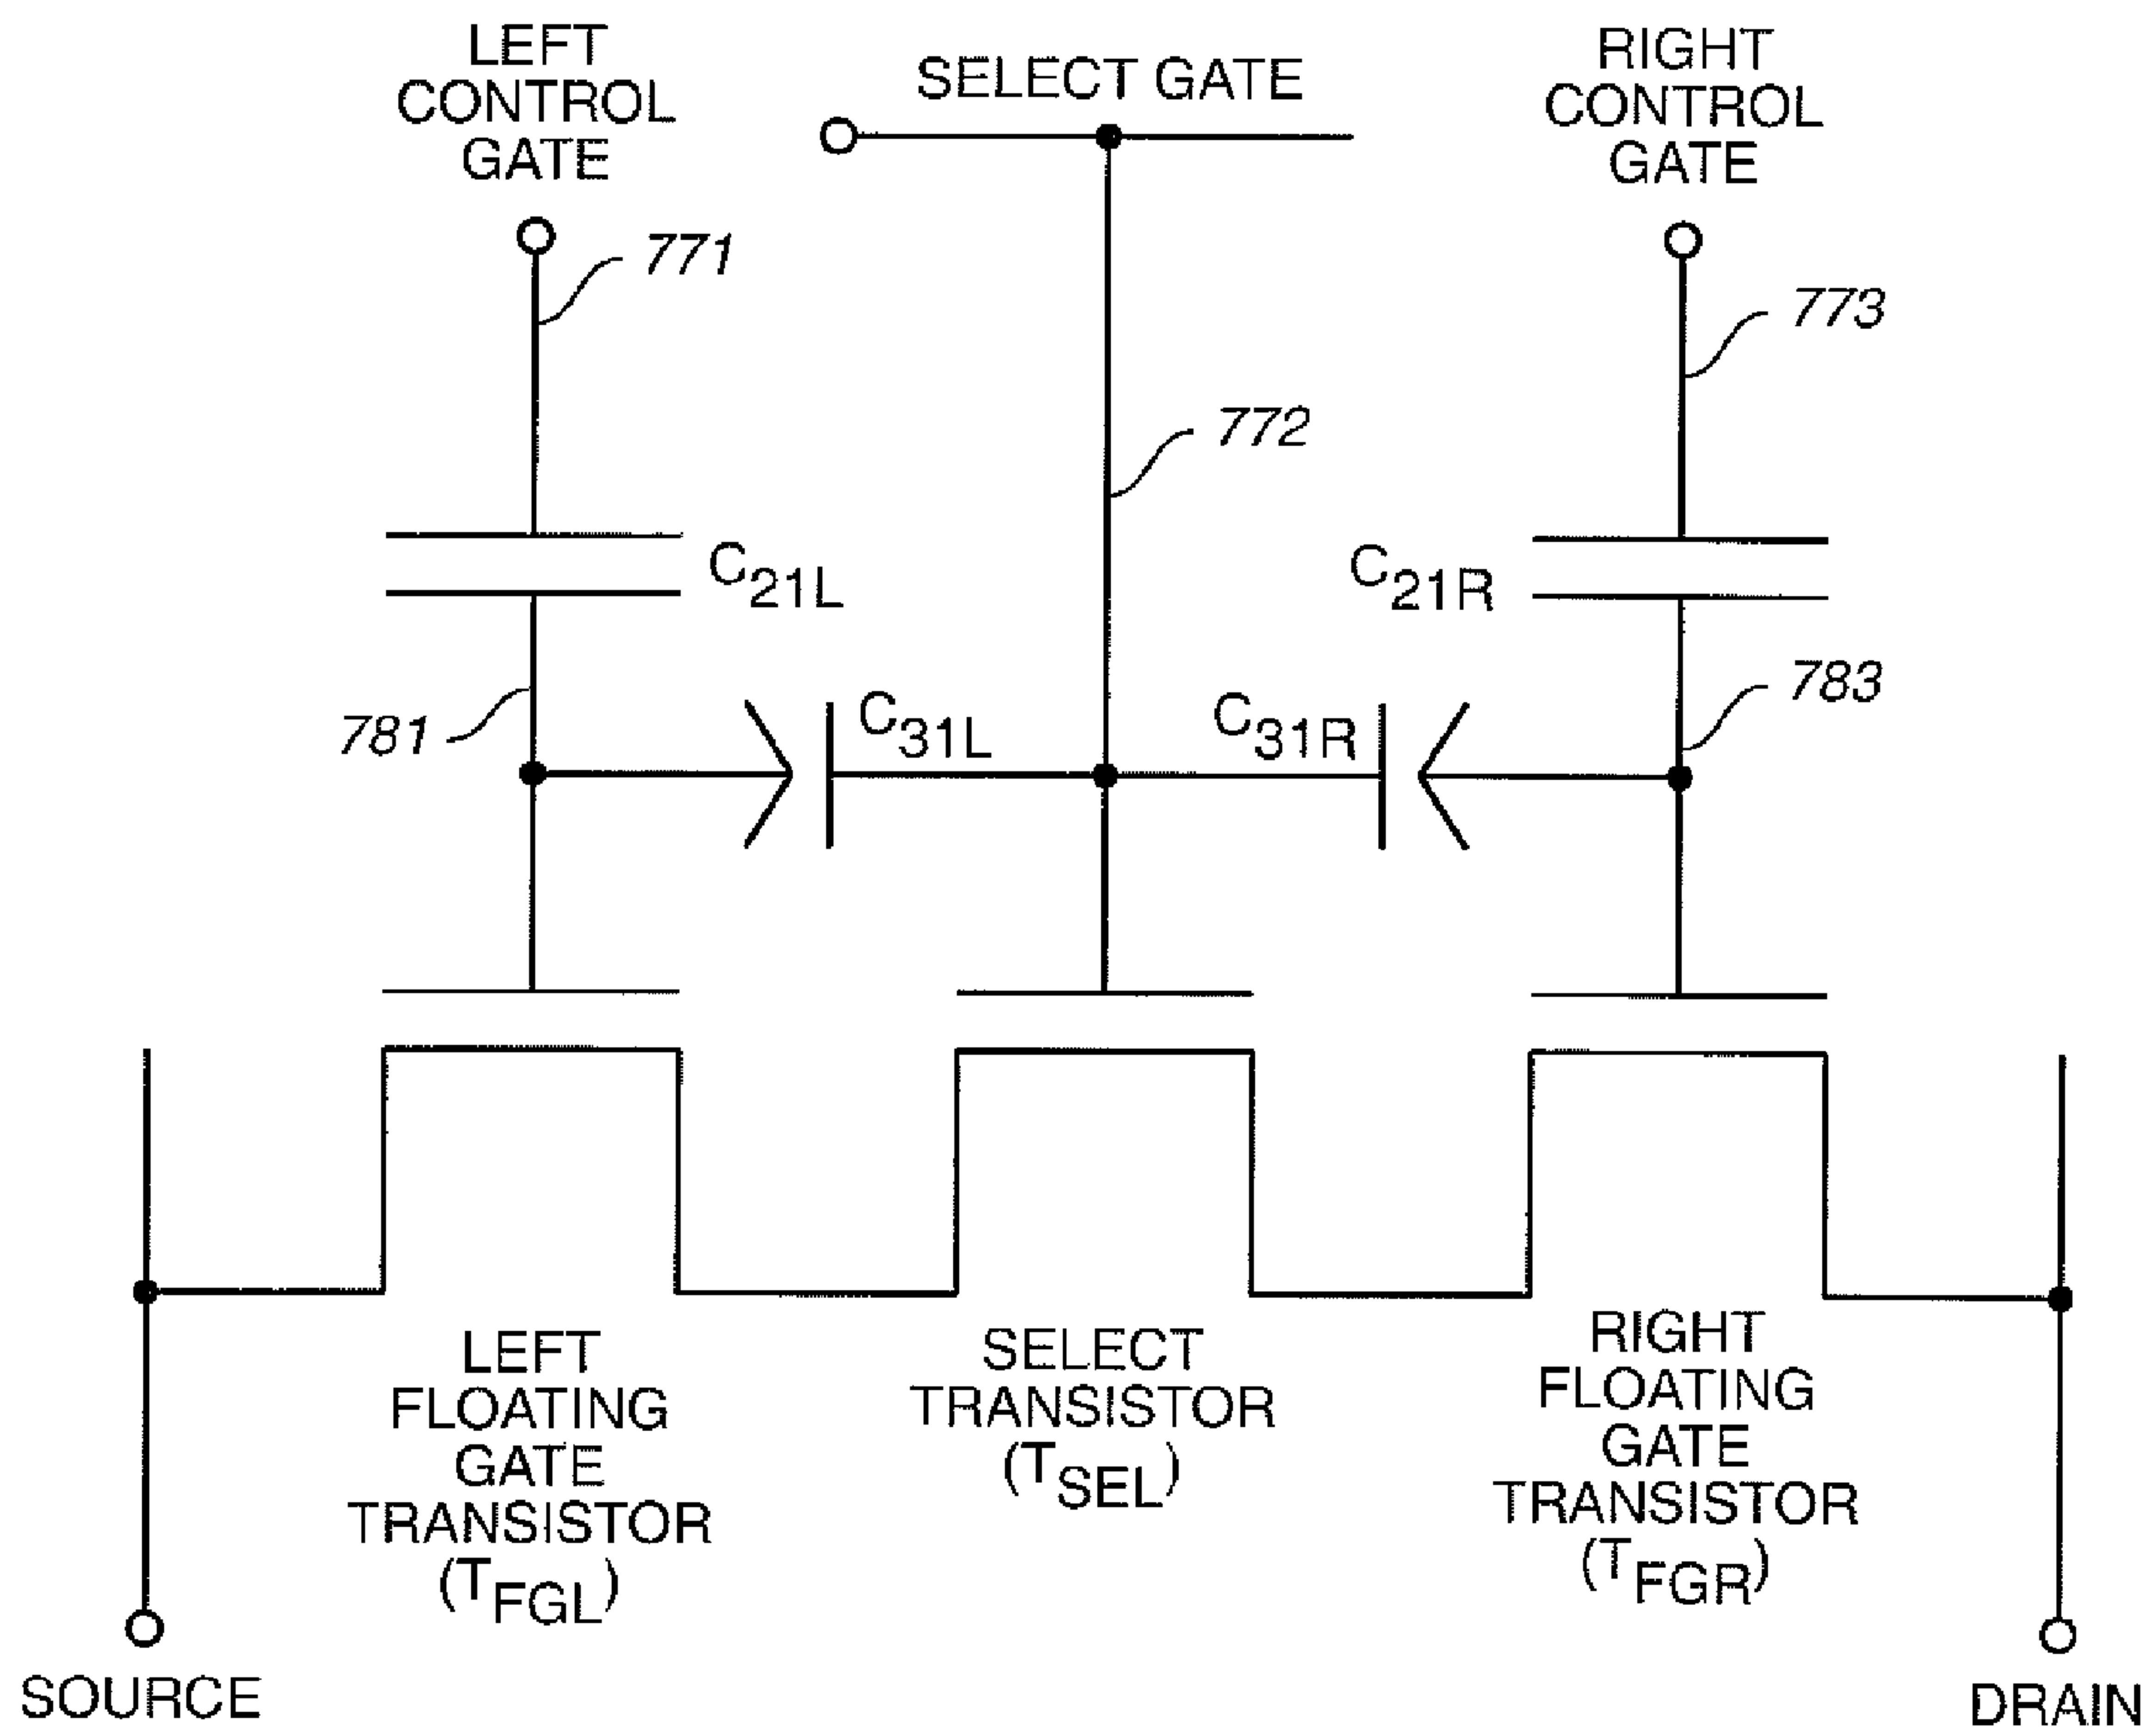 LEFT
CONTROL
GATE
SELECT GATE
RIGHT
CONTROL
GATE
771
773
772
C21L
C21R
781
C31L
C31R
783
LEFT
FLOATING
GATE
TRANSISTOR
(TFGL)
SELECT
TRANSISTOR
(TSEL)
RIGHT
FLOATING
GATE
TRANSISTOR
(TFGR)
SOURCE
DRAIN